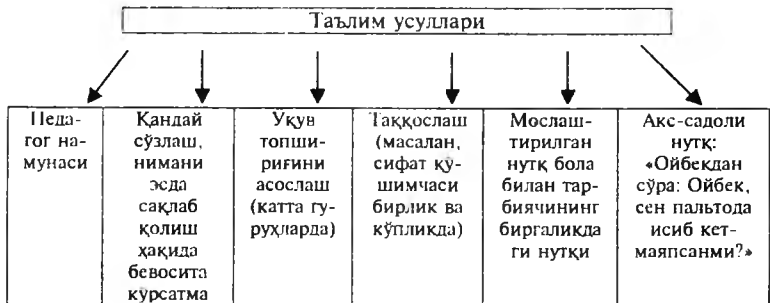 Таълим усуллари
Педа-
гог на-
мунаси
Қандай
сўзлаш,
нимани
эсда
сақлаб
қолиш
ҳақида
бевосита
кўрсатма
Уқув
топши-
риғини
асослаш
(катта гу-
руҳларда)
Таққослаш
(масалан,
сифат қў-
шимчаси
бирлик ва
кўпликда)
Мослаш-
тирилган
нутқ бола
билан тар-
биячининг
биргаликда
ги нутқи
Акс-садоли
нутқ:
«Ойбекдан
сўра: Ойбек,
сен пальтода
исиб кет-
маяпсанми?»